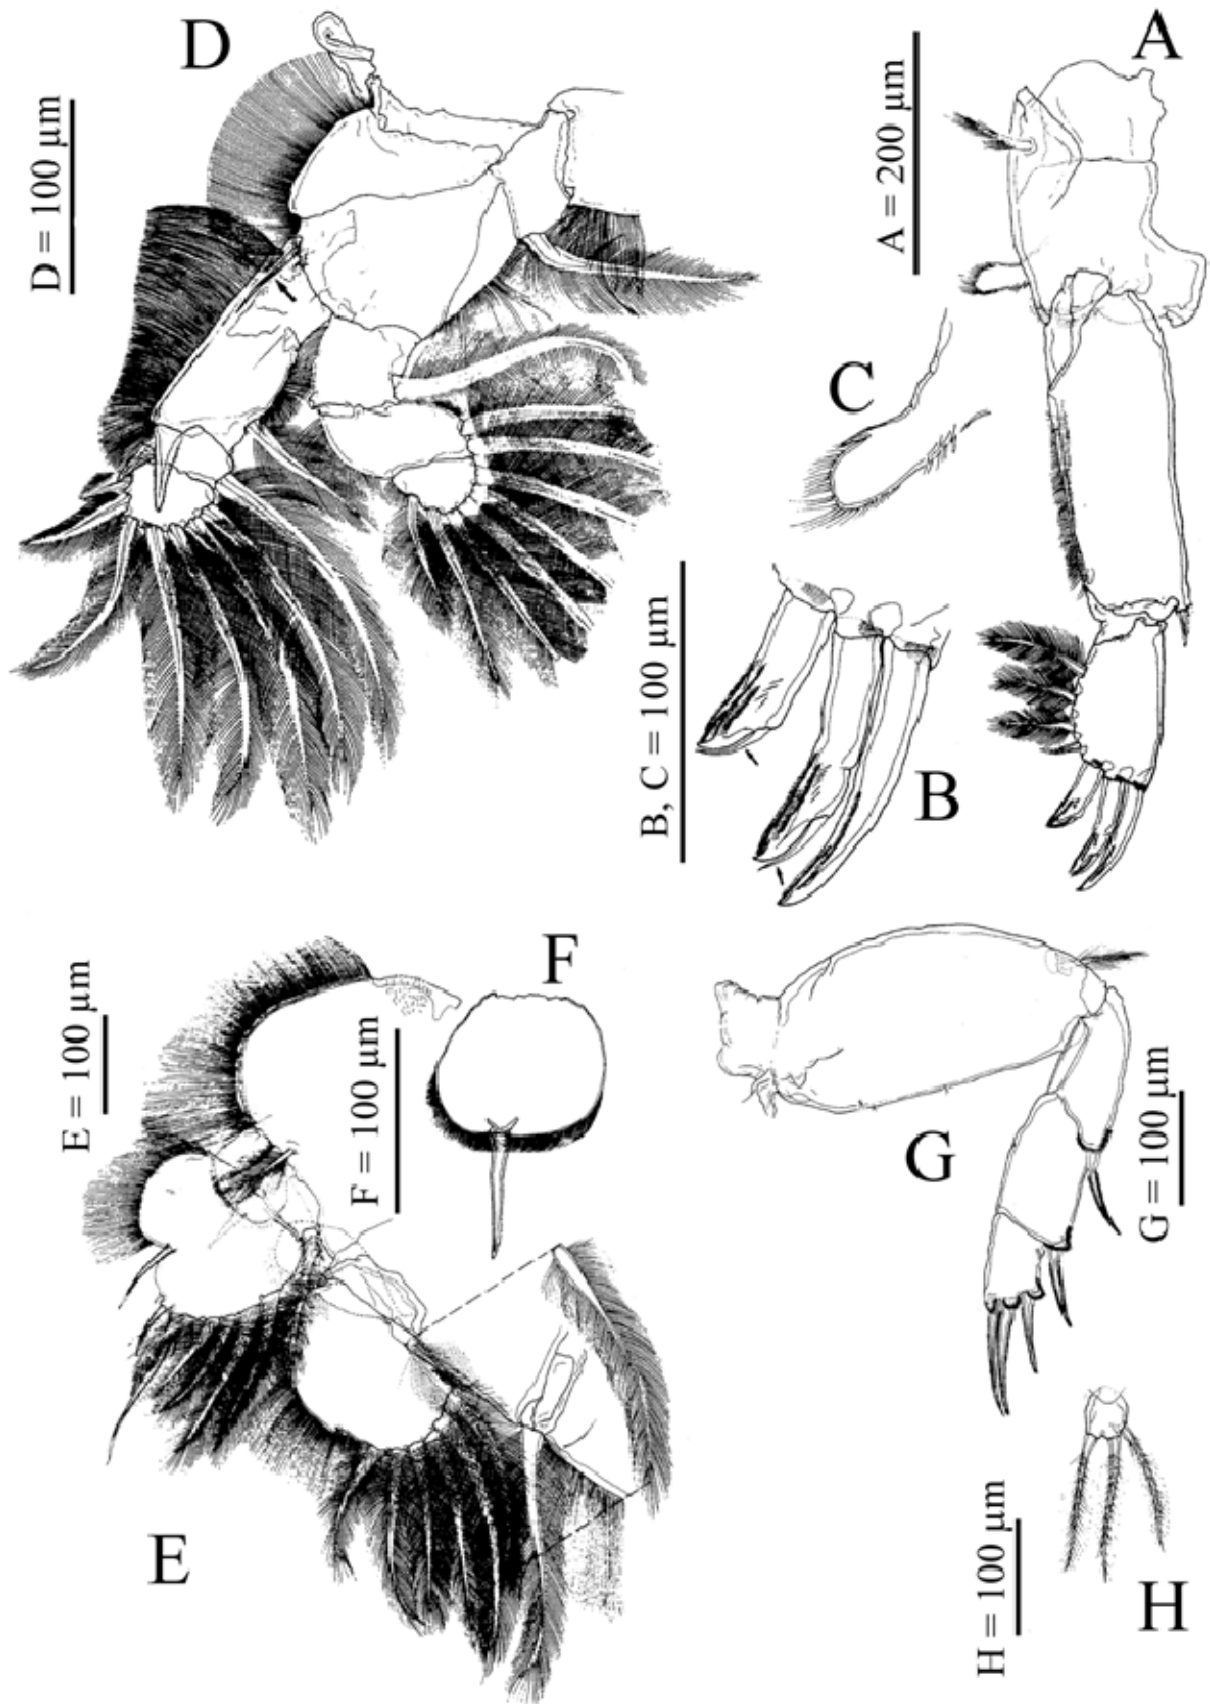 D
A
D = 100 µm
A = 200 µm
C
B, C = 100 µm
B
E = 100 µm
F
F = 100 µm
G
G = 100 µm
E
H = 100 µm
H